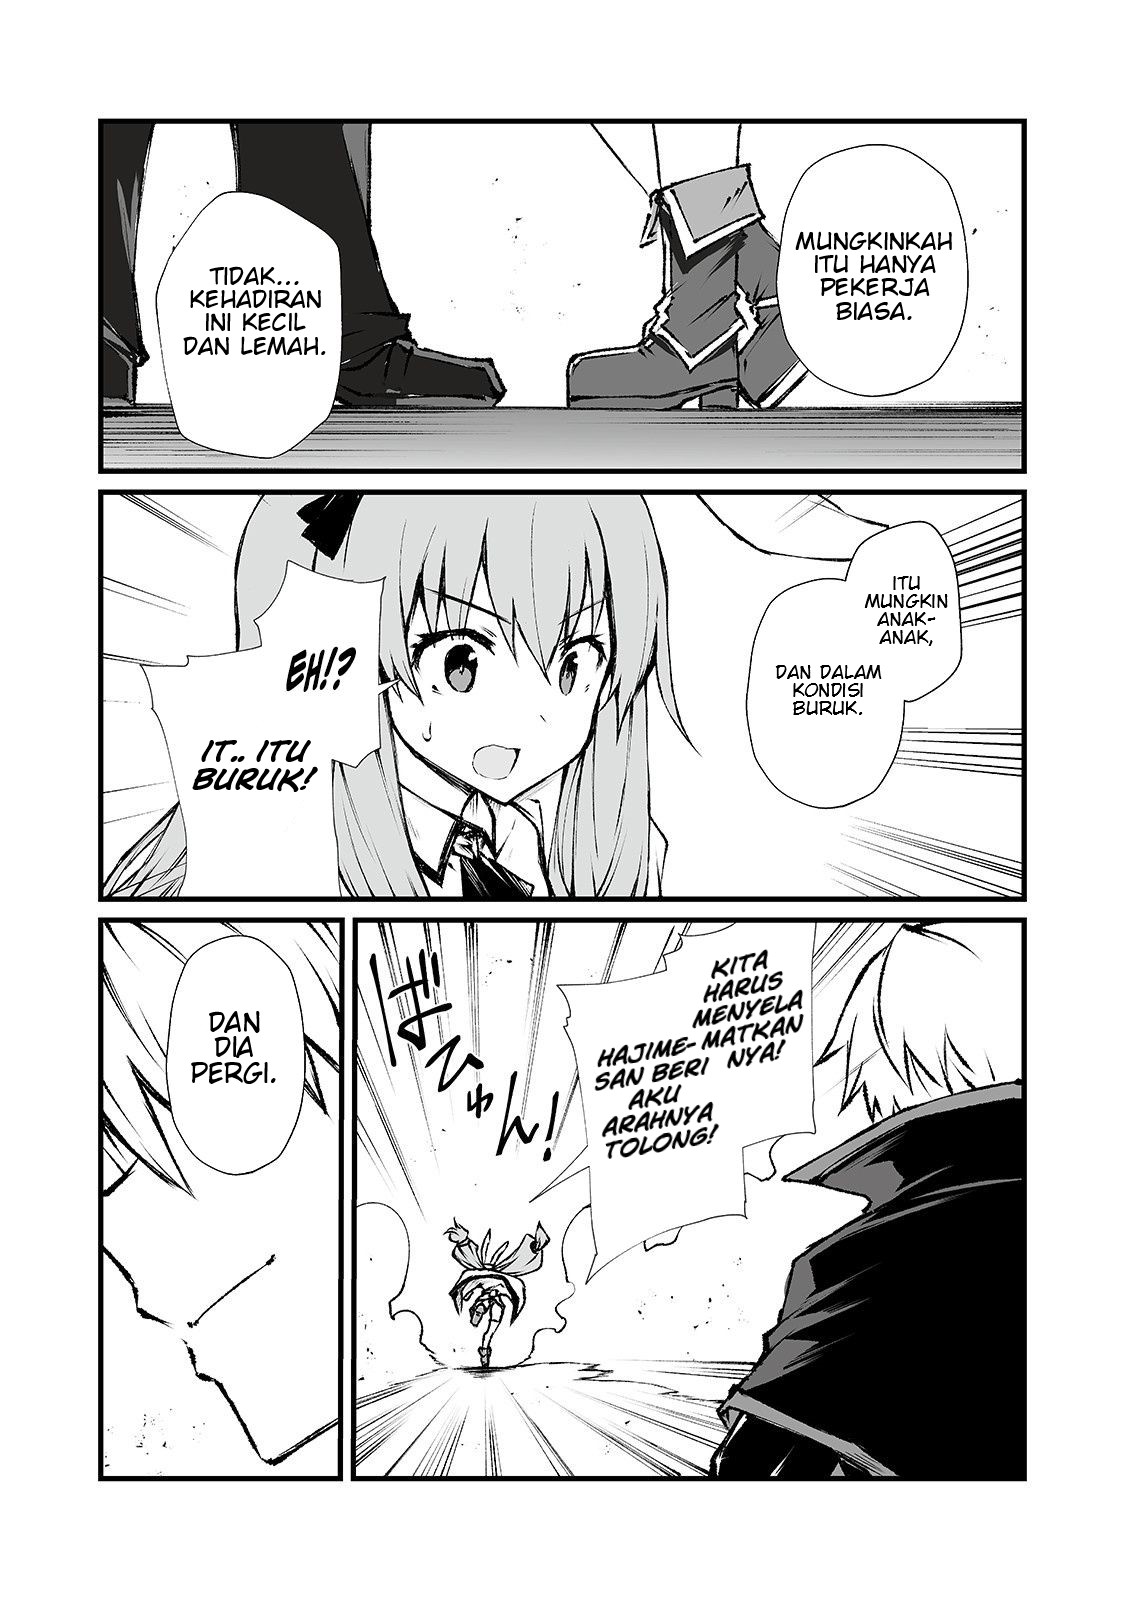 MUNGKINKAH
ITU HANYA
PEKERJA
BIASA.
TIDAK...
KEHADIRAN
INI KECIL
DAN LEMAH.
ITU
MUNGKIN
ANAK-
ANAK,
DAN DALAM
KONDISI
BURUK.
EH!?
IT.. ITU
BURUK!
KITA
HARUS
MENYELA
MATKAN
NYA!
HAJIME-
SAN BERI
AKU
ARAHNYA
TOLONG!
ばびゅん!
DAN
DIA
PERGI.